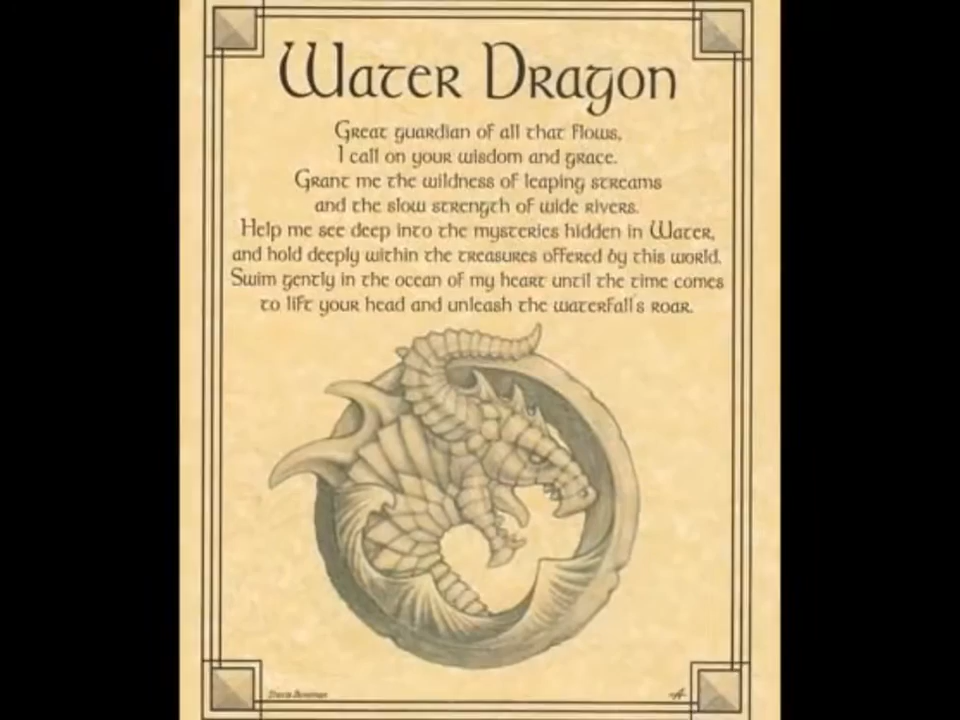 Water Dragon
Great guardian of all that flows,
I call on your wisdom and grace.
Grant me the wildness of leaping streams
and the slow strength of wide rivers.
Help me see deep into the mysteries hidden in Water,
and hold deeply within the treasures offered by this world.
Swim gently in the ocean of my heart until the time comes
to lift your head and unleash the waterfall's roar.